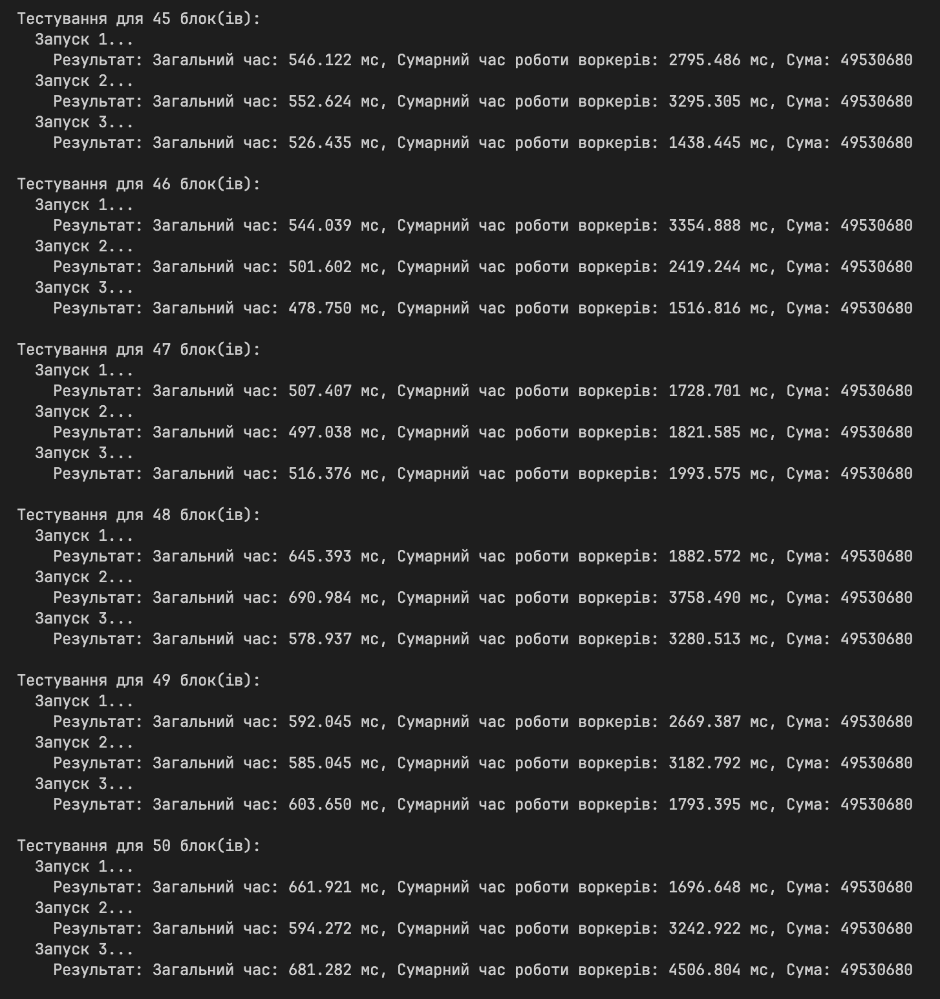 Тестування для 45 блок(ів):
Запуск 1...
Результат: Загальний час: 546.122 мс, Сумарний час роботи воркерів: 2795.486 мс, Сума: 49530680
Запуск 2...
Результат: Загальний час: 552.624 мс, Сумарний час роботи воркерів: 3295.305 мс, Сума: 49530680
Запуск 3...
Результат: Загальний час: 526.435 мс, Сумарний час роботи воркерів: 1438.445 мс, Сума: 49530680
Тестування для 46 блок(ів):
Запуск 1...
Результат: Загальний час: 544.039 мс, Сумарний час роботи воркерів: 3354.888 мс, Сума: 49530680
Запуск 2...
Результат: Загальний час: 501.602 мс, Сумарний час роботи воркерів: 2419.244 мс, Сума: 49530680
Запуск 3...
Результат: Загальний час: 478.750 мс, Сумарний час роботи воркерів: 1516.816 мс, Сума: 49530680
Тестування для 47 блок(ів):
Запуск 1...
Результат: Загальний час: 507.407 мс, Сумарний час роботи воркерів: 1728.701 мс, Сума: 49530680
Запуск 2...
Результат: Загальний час: 497.038 мс, Сумарний час роботи воркерів: 1821.585 мс, Сума: 49530680
Запуск 3...
Результат: Загальний час: 516.376 мс, Сумарний час роботи воркерів: 1993.575 мс, Сума: 49530680
Тестування для 48 блок(ів):
Запуск 1...
Результат: Загальний час: 645.393 мс, Сумарний час роботи воркерів: 1882.572 мс, Сума: 49530680
Запуск 2...
Результат: Загальний час: 690.984 мс, Сумарний час роботи воркерів: 3758.490 мс, Сума: 49530680
Запуск 3...
Результат: Загальний час: 578.937 мс, Сумарний час роботи воркерів: 3280.513 мс, Сума: 49530680
Тестування для 49 блок(ів):
Запуск 1...
Результат: Загальний час: 592.045 мс, Сумарний час роботи воркерів: 2669.387 мс, Сума: 49530680
Запуск 2...
Результат: Загальний час: 585.045 мс, Сумарний час роботи воркерів: 3182.792 мс, Сума: 49530680
Запуск 3...
Результат: Загальний час: 603.650 мс, Сумарний час роботи воркерів: 1793.395 мс, Сума: 49530680
Тестування для 50 блок(ів):
Запуск 1...
Результат: Загальний час: 661.921 мс, Сумарний час роботи воркерів: 1696.648 мс, Сума: 49530680
Запуск 2...
Результат: Загальний час: 594.272 мс, Сумарний час роботи воркерів: 3242.922 мс, Сума: 49530680
Запуск 3...
Результат: Загальний час: 681.282 мс, Сумарний час роботи воркерів: 4506.804 мс, Сума: 49530680